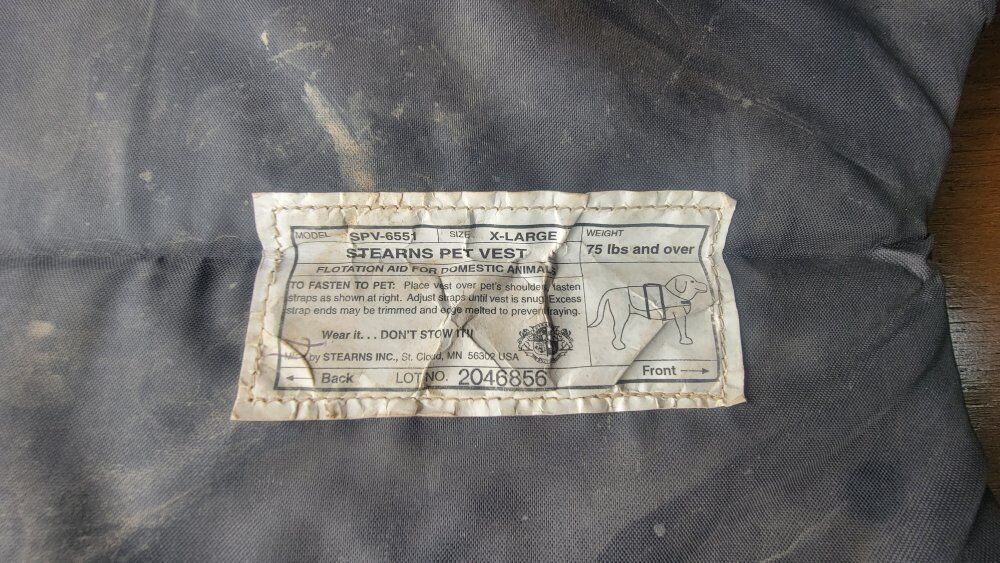 MODEL SPV-6551 SIZE X-LARGE WEIGHT
STEARNS PET VEST 75 lbs and over
FLOTATION AID FOR DOMESTIC ANIMALS
TO FASTEN TO PET: Place vest over pet's shoulder, fasten
straps as shown at right. Adjust straps until vest is snug. Excess
strap ends may be trimmed and edge melted to prevent fraying.
Wear it. . . DON'T STOW IT!
by STEARNS INC., St. Cloud, MN 56302 USA
← Back LOT NO. 2046856 Front →